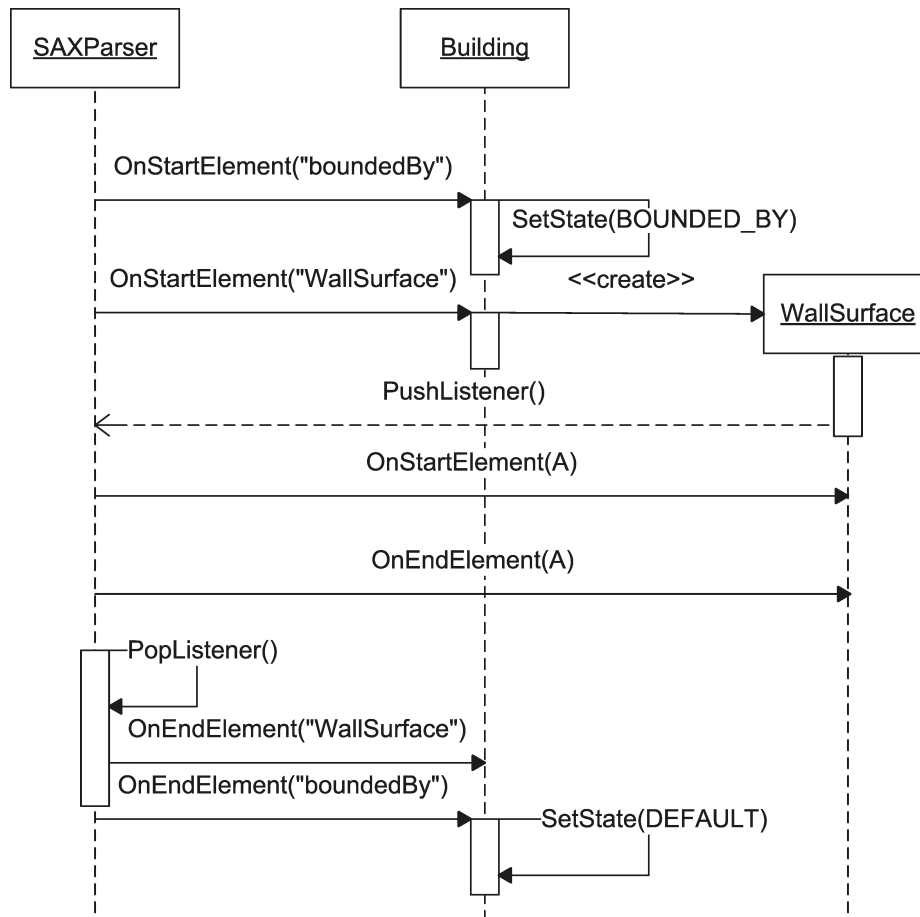 SAXParser
Building
OnStartElement("boundedBy")
SetState(BOUNDED_BY)
OnStartElement("WallSurface")
<<create>>
WallSurface
PushListener()
OnStartElement(A)
OnEndElement(A)
PopListener()
OnEndElement("WallSurface")
OnEndElement("boundedBy")
SetState(DEFAULT)